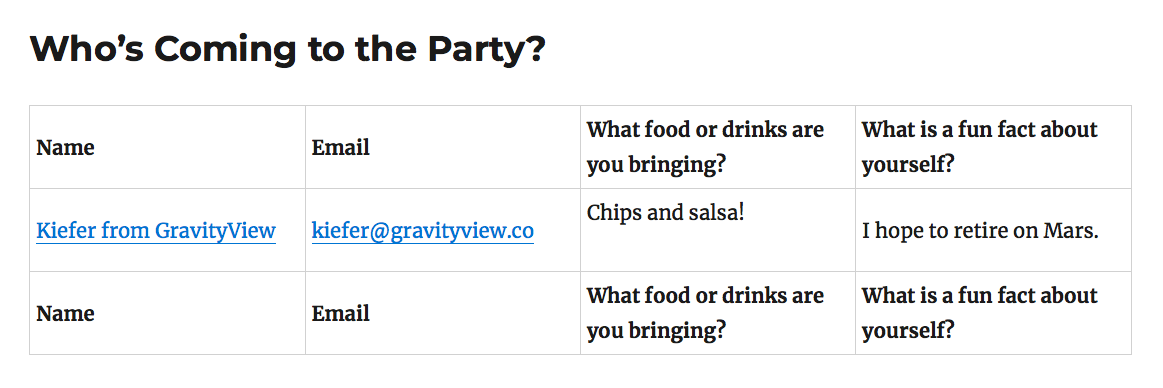 Who’s Coming to the Party?
Name
Email
What food or drinks are
you bringing?
What is a fun fact about
yourself?
Kiefer from GravityView
kiefer@gravityview.co
Chips and salsa!
I hope to retire on Mars.
Name
Email
What food or drinks are
you bringing?
What is a fun fact about
yourself?